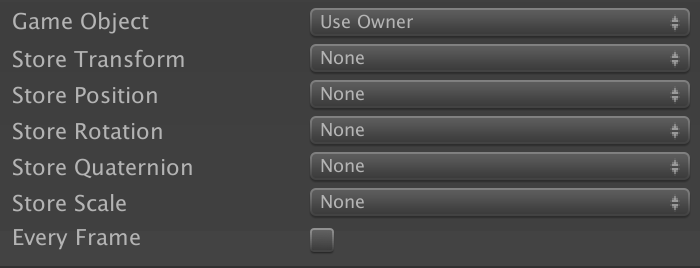 Game Object Use Owner
Store Transform None
Store Position None
Store Rotation None
Store Quaternion None
Store Scale None
Every Frame